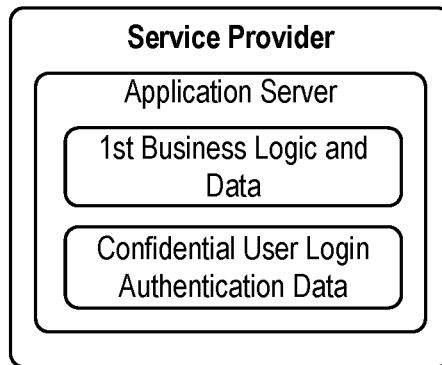 Service Provider
Application Server
1st Business Logic and
Data
Confidential User Login
Authentication Data